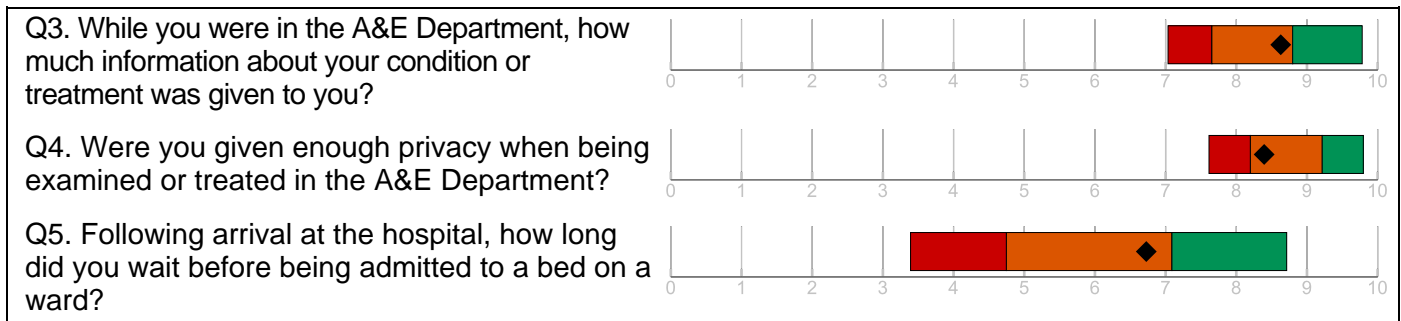 Q3. While you were in the A&E Department, how
much information about your condition or
treatment was given to you?
0 1 2 3 4 5 6 7 8 9 10
Q4. Were you given enough privacy when being
examined or treated in the A&E Department?
0 1 2 3 4 5 6 7 8 9 10
Q5. Following arrival at the hospital, how long
did you wait before being admitted to a bed on a
ward?
0 1 2 3 4 5 6 7 8 9 10